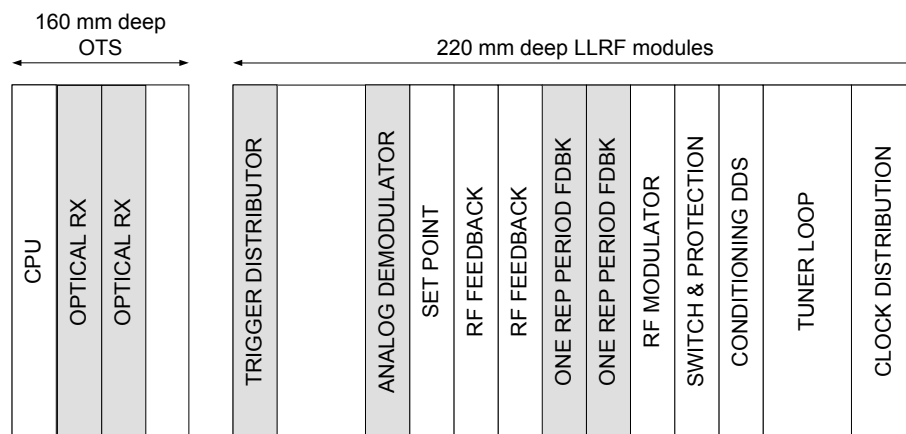 160 mm deep
OTS
220 mm deep LLRF modules
CPU
OPTICAL RX
OPTICAL RX
TRIGGER DISTRIBUTOR
ANALOG DEMODULATOR
SET POINT
RF FEEDBACK
RF FEEDBACK
ONE REP PERIOD FDBK
ONE REP PERIOD FDBK
RF MODULATOR
SWITCH & PROTECTION
CONDITIONING DDS
TUNER LOOP
CLOCK DISTRIBUTION